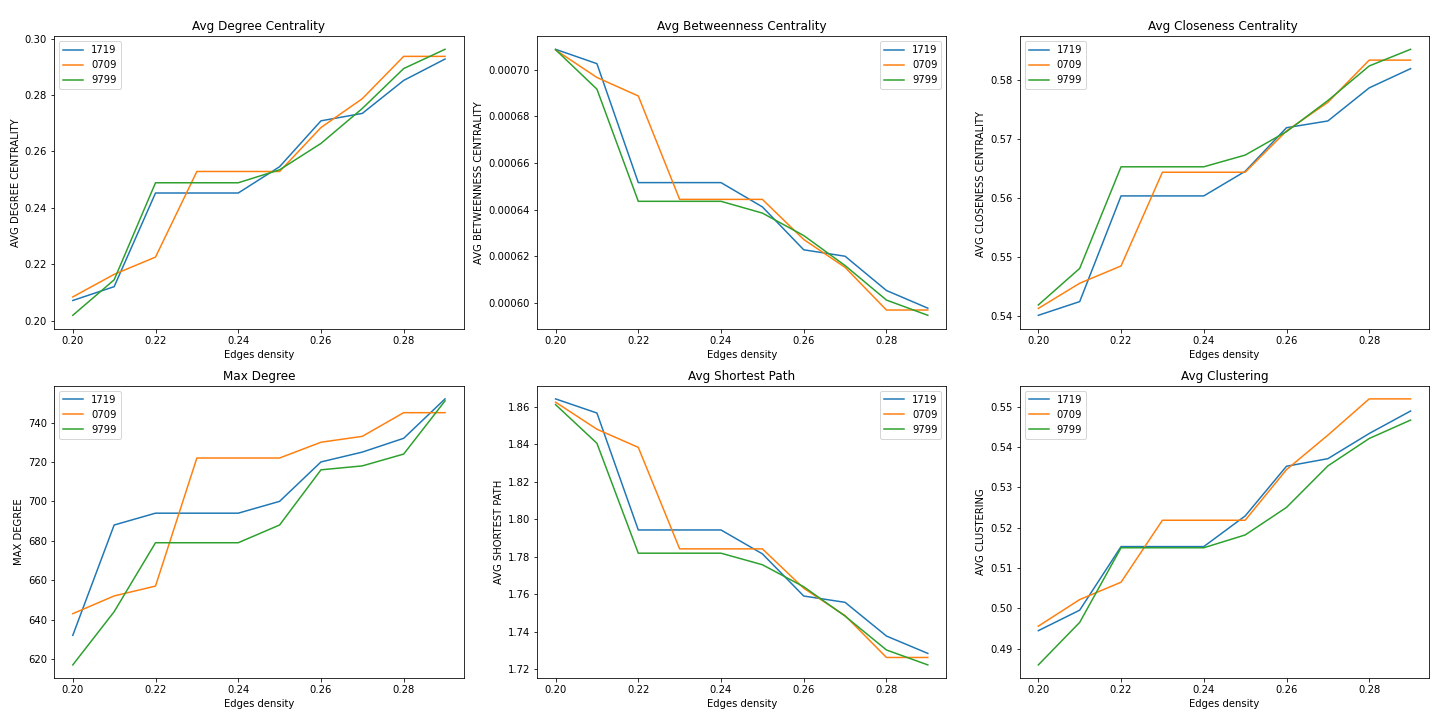 Avg Degree Centrality
AVG DEGREE CENTRALITY
0.30
0.28
0.26
0.24
0.22
0.20
1719
0709
9799
0.20 0.22 0.24 0.26 0.28
Edges density
Avg Betweenness Centrality
AVG BETWEENNESS CENTRALITY
0.00070
0.00068
0.00066
0.00064
0.00062
0.00060
1719
0709
9799
0.20 0.22 0.24 0.26 0.28
Edges density
Avg Closeness Centrality
AVG CLOSENESS CENTRALITY
0.58
0.57
0.56
0.55
0.54
1719
0709
9799
0.20 0.22 0.24 0.26 0.28
Edges density
Max Degree
MAX DEGREE
740
720
700
680
660
640
620
1719
0709
9799
0.20 0.22 0.24 0.26 0.28
Edges density
Avg Shortest Path
AVG SHORTEST PATH
1.86
1.84
1.82
1.80
1.78
1.76
1.74
1.72
1719
0709
9799
0.20 0.22 0.24 0.26 0.28
Edges density
Avg Clustering
AVG CLUSTERING
0.55
0.54
0.53
0.52
0.51
0.50
0.49
1719
0709
9799
0.20 0.22 0.24 0.26 0.28
Edges density